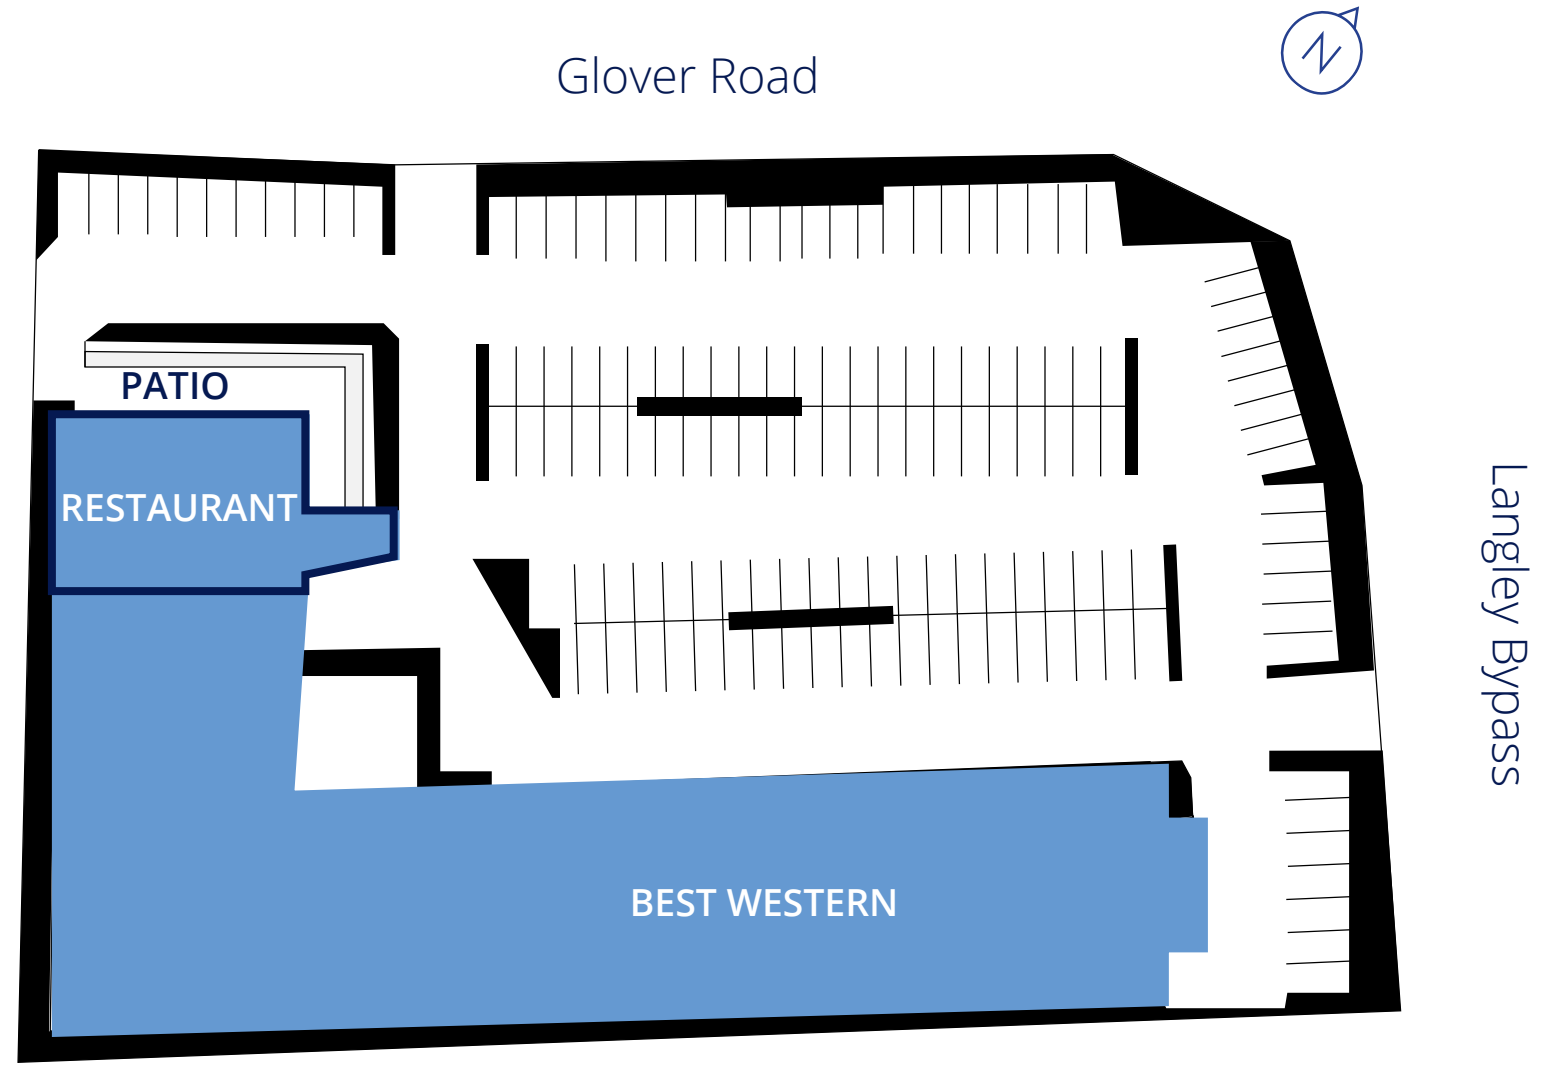 Glover Road
N
PATIO
RESTAURANT
Langley Bypass
BEST WESTERN